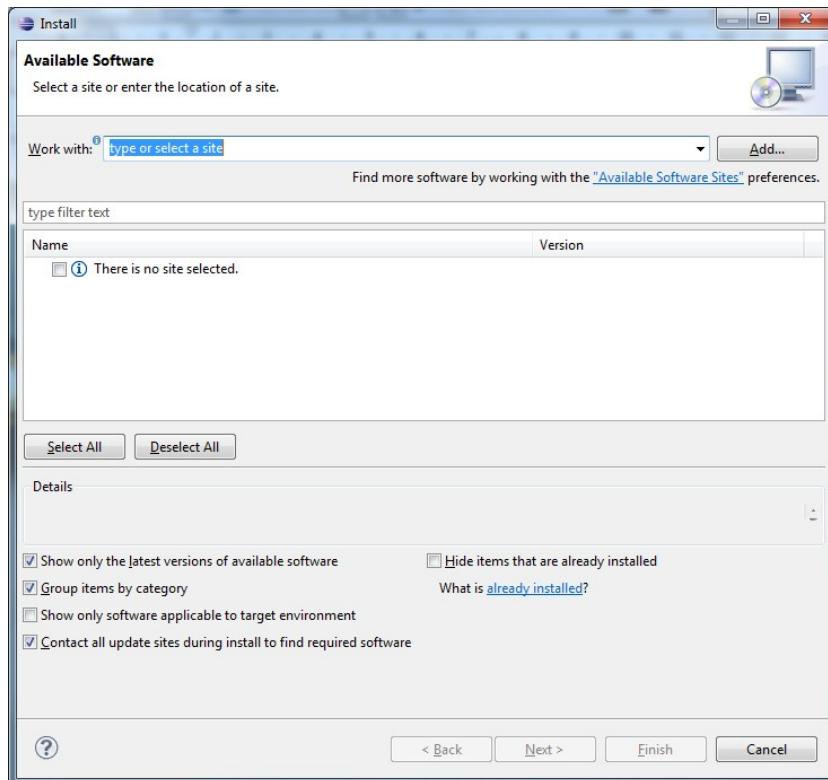 Install
Available Software
Select a site or enter the location of a site.
Work with: type or select a site Add...
Find more software by working with the "Available Software Sites" preferences.
type filter text
Name Version
There is no site selected.
Select All Deselect All
Details
Show only the latest versions of available software Hide items that are already installed
Group items by category What is already installed?
Show only software applicable to target environment
Contact all update sites during install to find required software
< Back Next > Finish Cancel